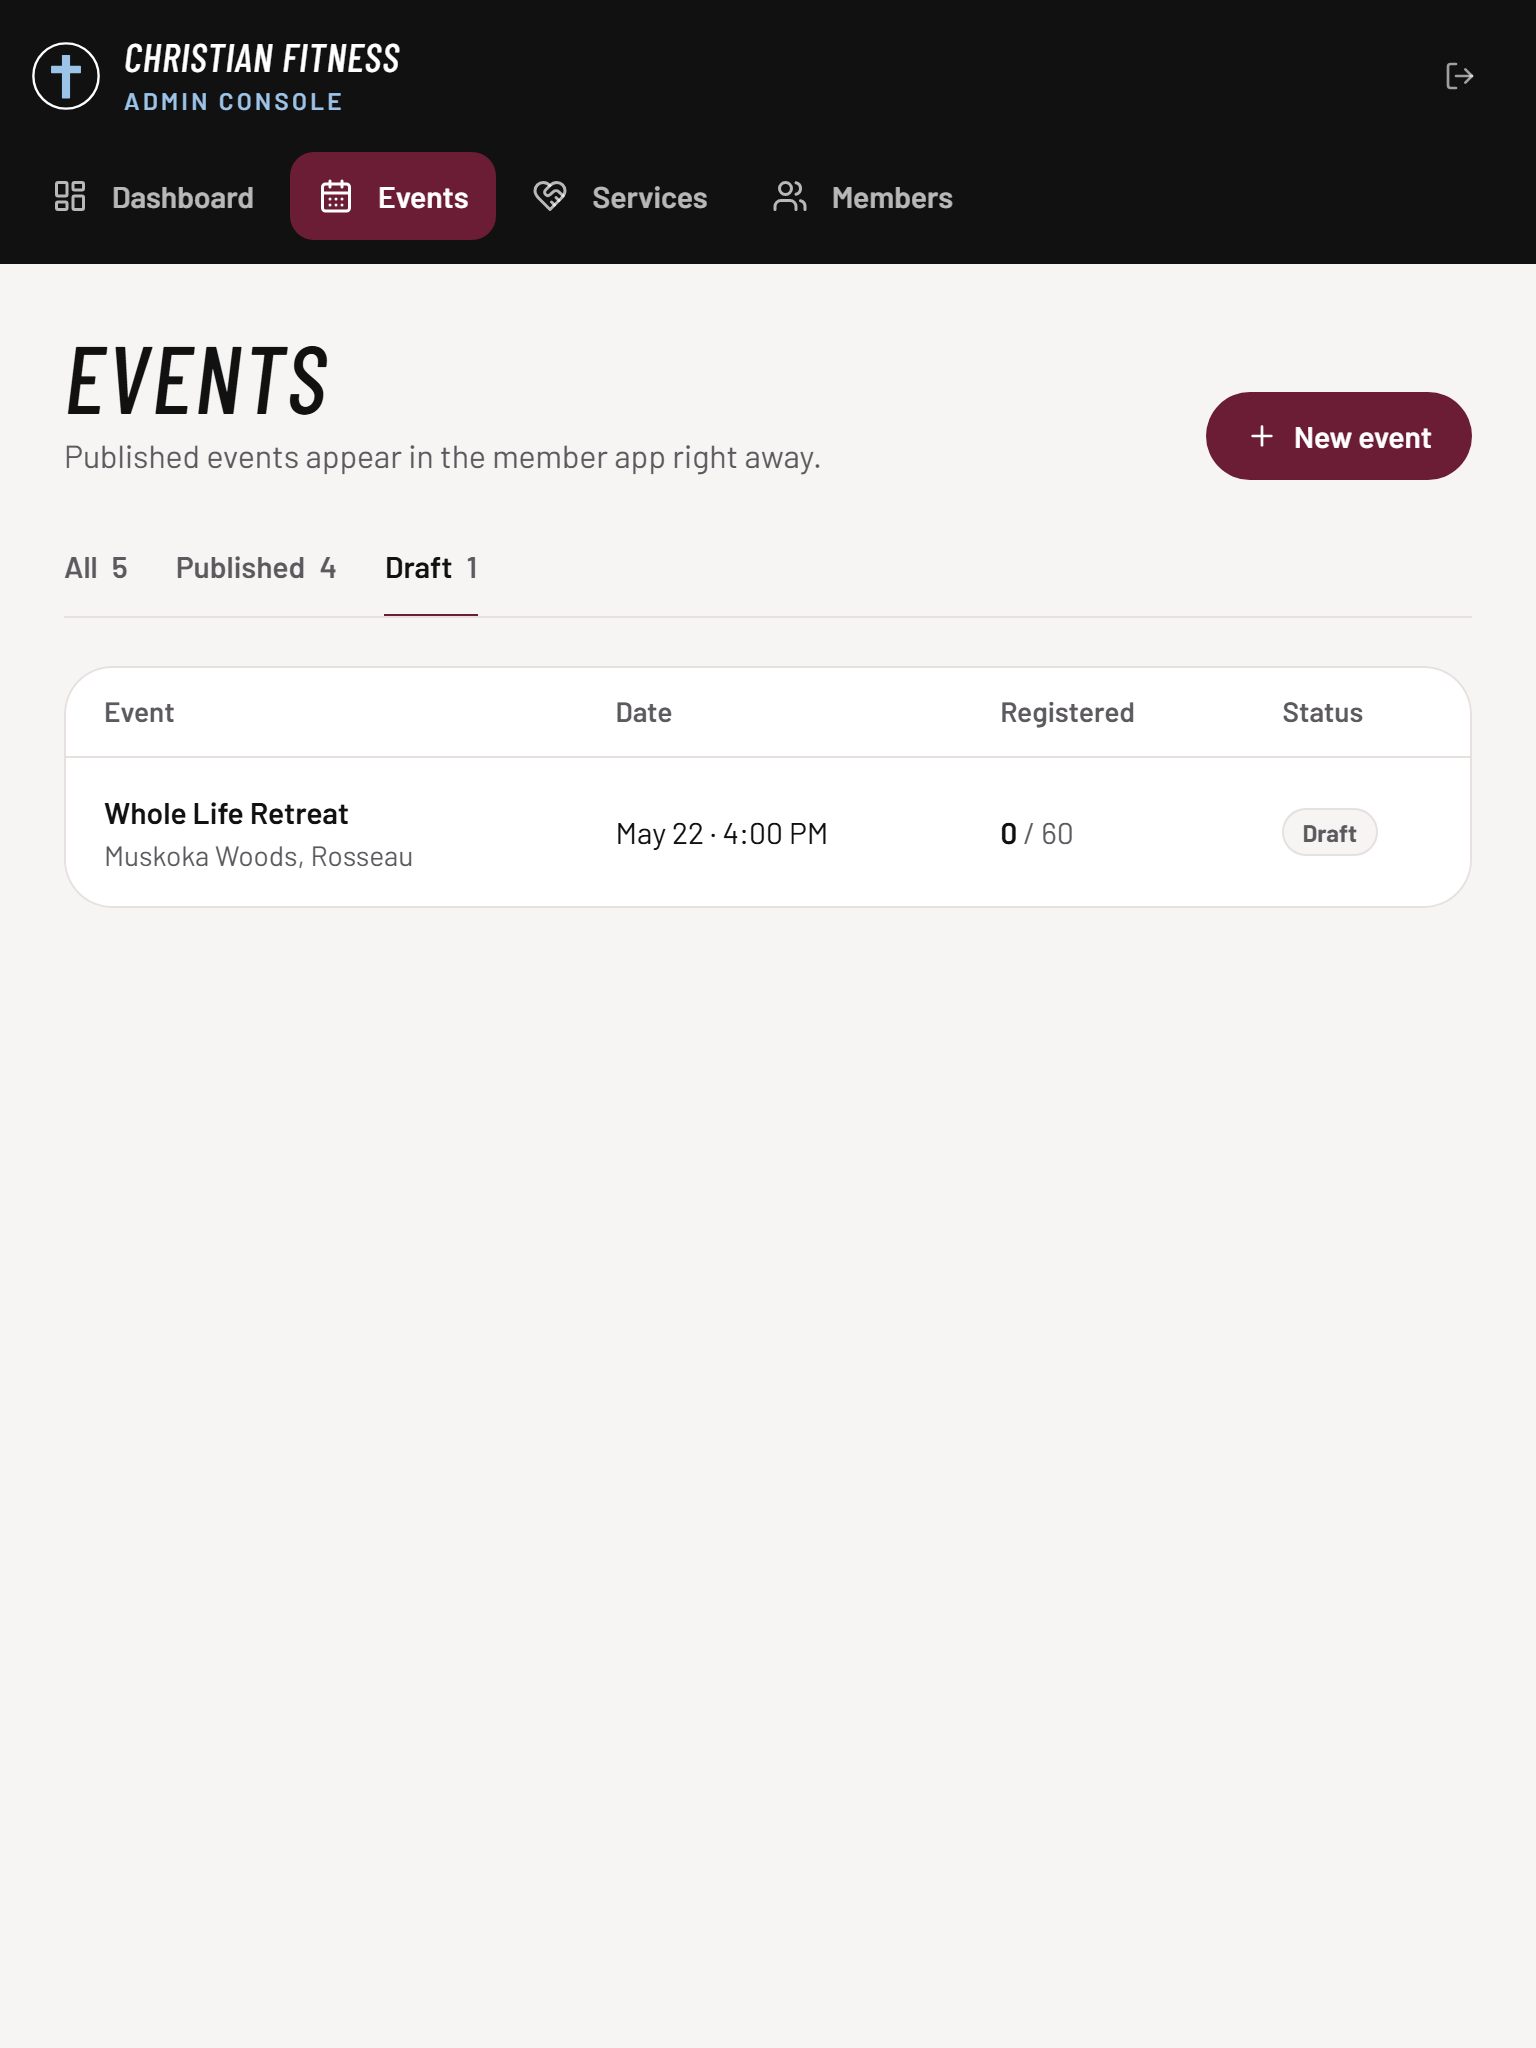 CHRISTIAN FITNESS
ADMIN CONSOLE
Dashboard Events Services Members
EVENTS
Published events appear in the member app right away.
New event
All 5 Published 4 Draft 1
Event Date Registered Status
Whole Life Retreat
Muskoka Woods, Rosseau
May 22 · 4:00 PM
0 / 60
Draft